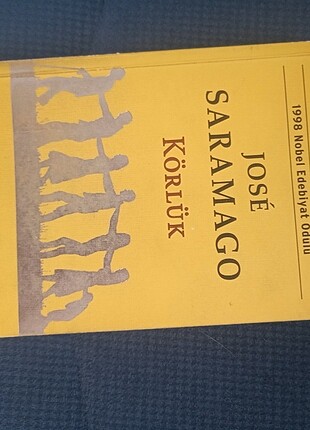 1998 Nobel Edebiyat Ödülü
JOSÉ
SARAMAGO
KÖRLÜK